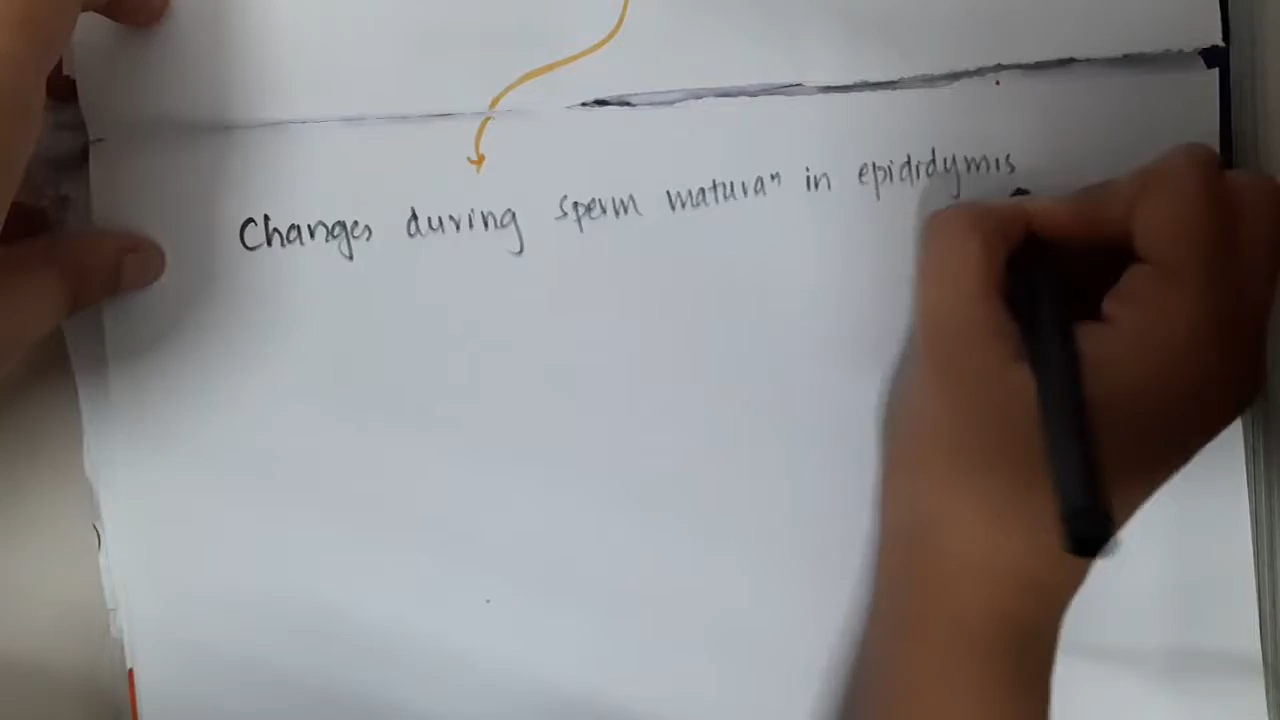 Changes during sperm maturaⁿ in epididymis